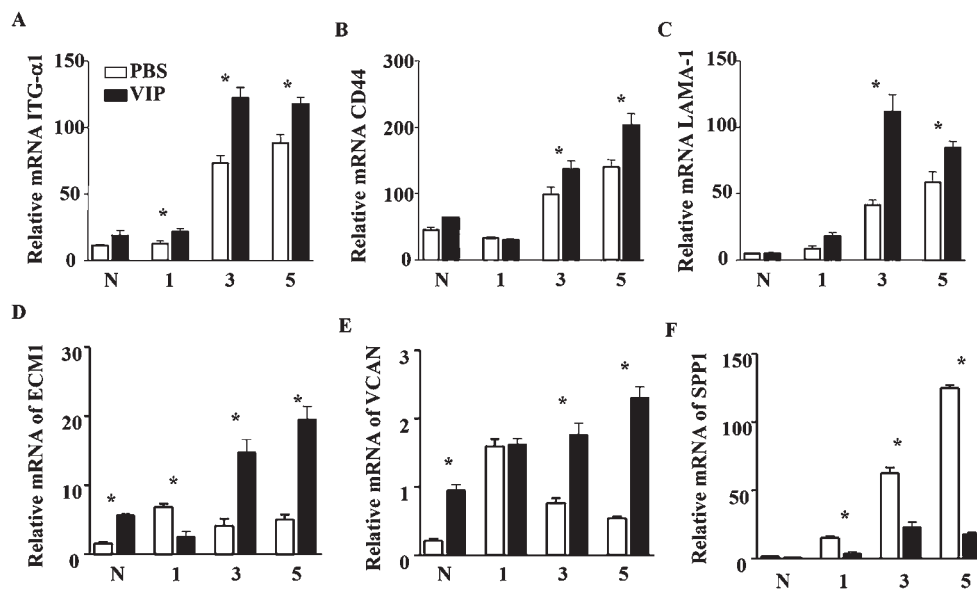 A
Relative mRNA ITG-α1
150
100
50
0
PBS
VIP
*
*
*
N 1 3 5
B
Relative mRNA CD44
300
200
100
0
*
*
N 1 3 5
C
Relative mRNA LAMA-1
150
100
50
0
*
*
N 1 3 5
D
Relative mRNA of ECM1
30
20
10
0
*
*
*
*
N 1 3 5
E
Relative mRNA of VCAN
3
2
1
0
*
*
*
N 1 3 5
F
Relative mRNA of SPP1
150
100
50
0
*
*
*
N 1 3 5